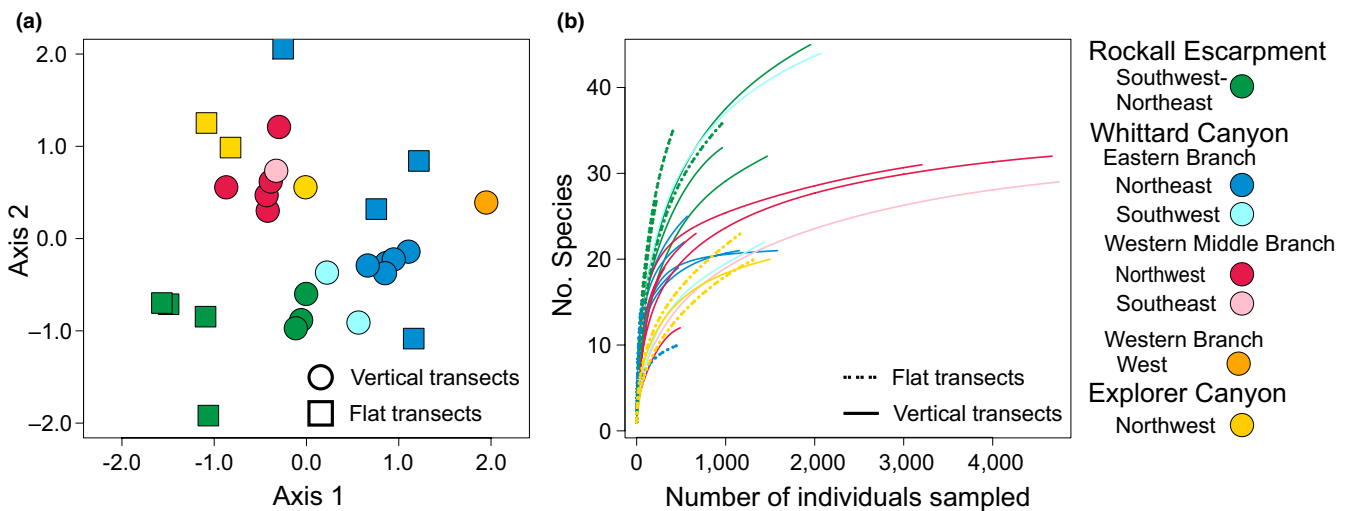 (a)
2.0
1.0
0.0
–1.0
–2.0
Axis 2
-2.0
-1.0
0.0
1.0
2.0
Axis 1
Vertical transects
Flat transects
(b)
40
30
20
10
0
No. Species
0
1,000
2,000
3,000
4,000
Number of individuals sampled
Flat transects
Vertical transects
Rockall Escarpment
Southwest-
Northeast
Whittard Canyon
Eastern Branch
Northeast
Southwest
Western Middle Branch
Northwest
Southeast
Western Branch
West
Explorer Canyon
Northwest